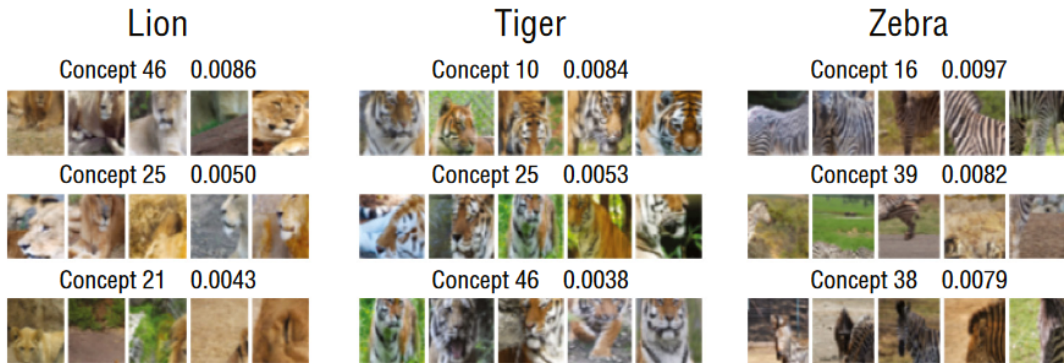 Lion Tiger Zebra
Concept 46 0.0086 Concept 10 0.0084 Concept 16 0.0097
Concept 25 0.0050 Concept 25 0.0053 Concept 39 0.0082
Concept 21 0.0043 Concept 46 0.0038 Concept 38 0.0079